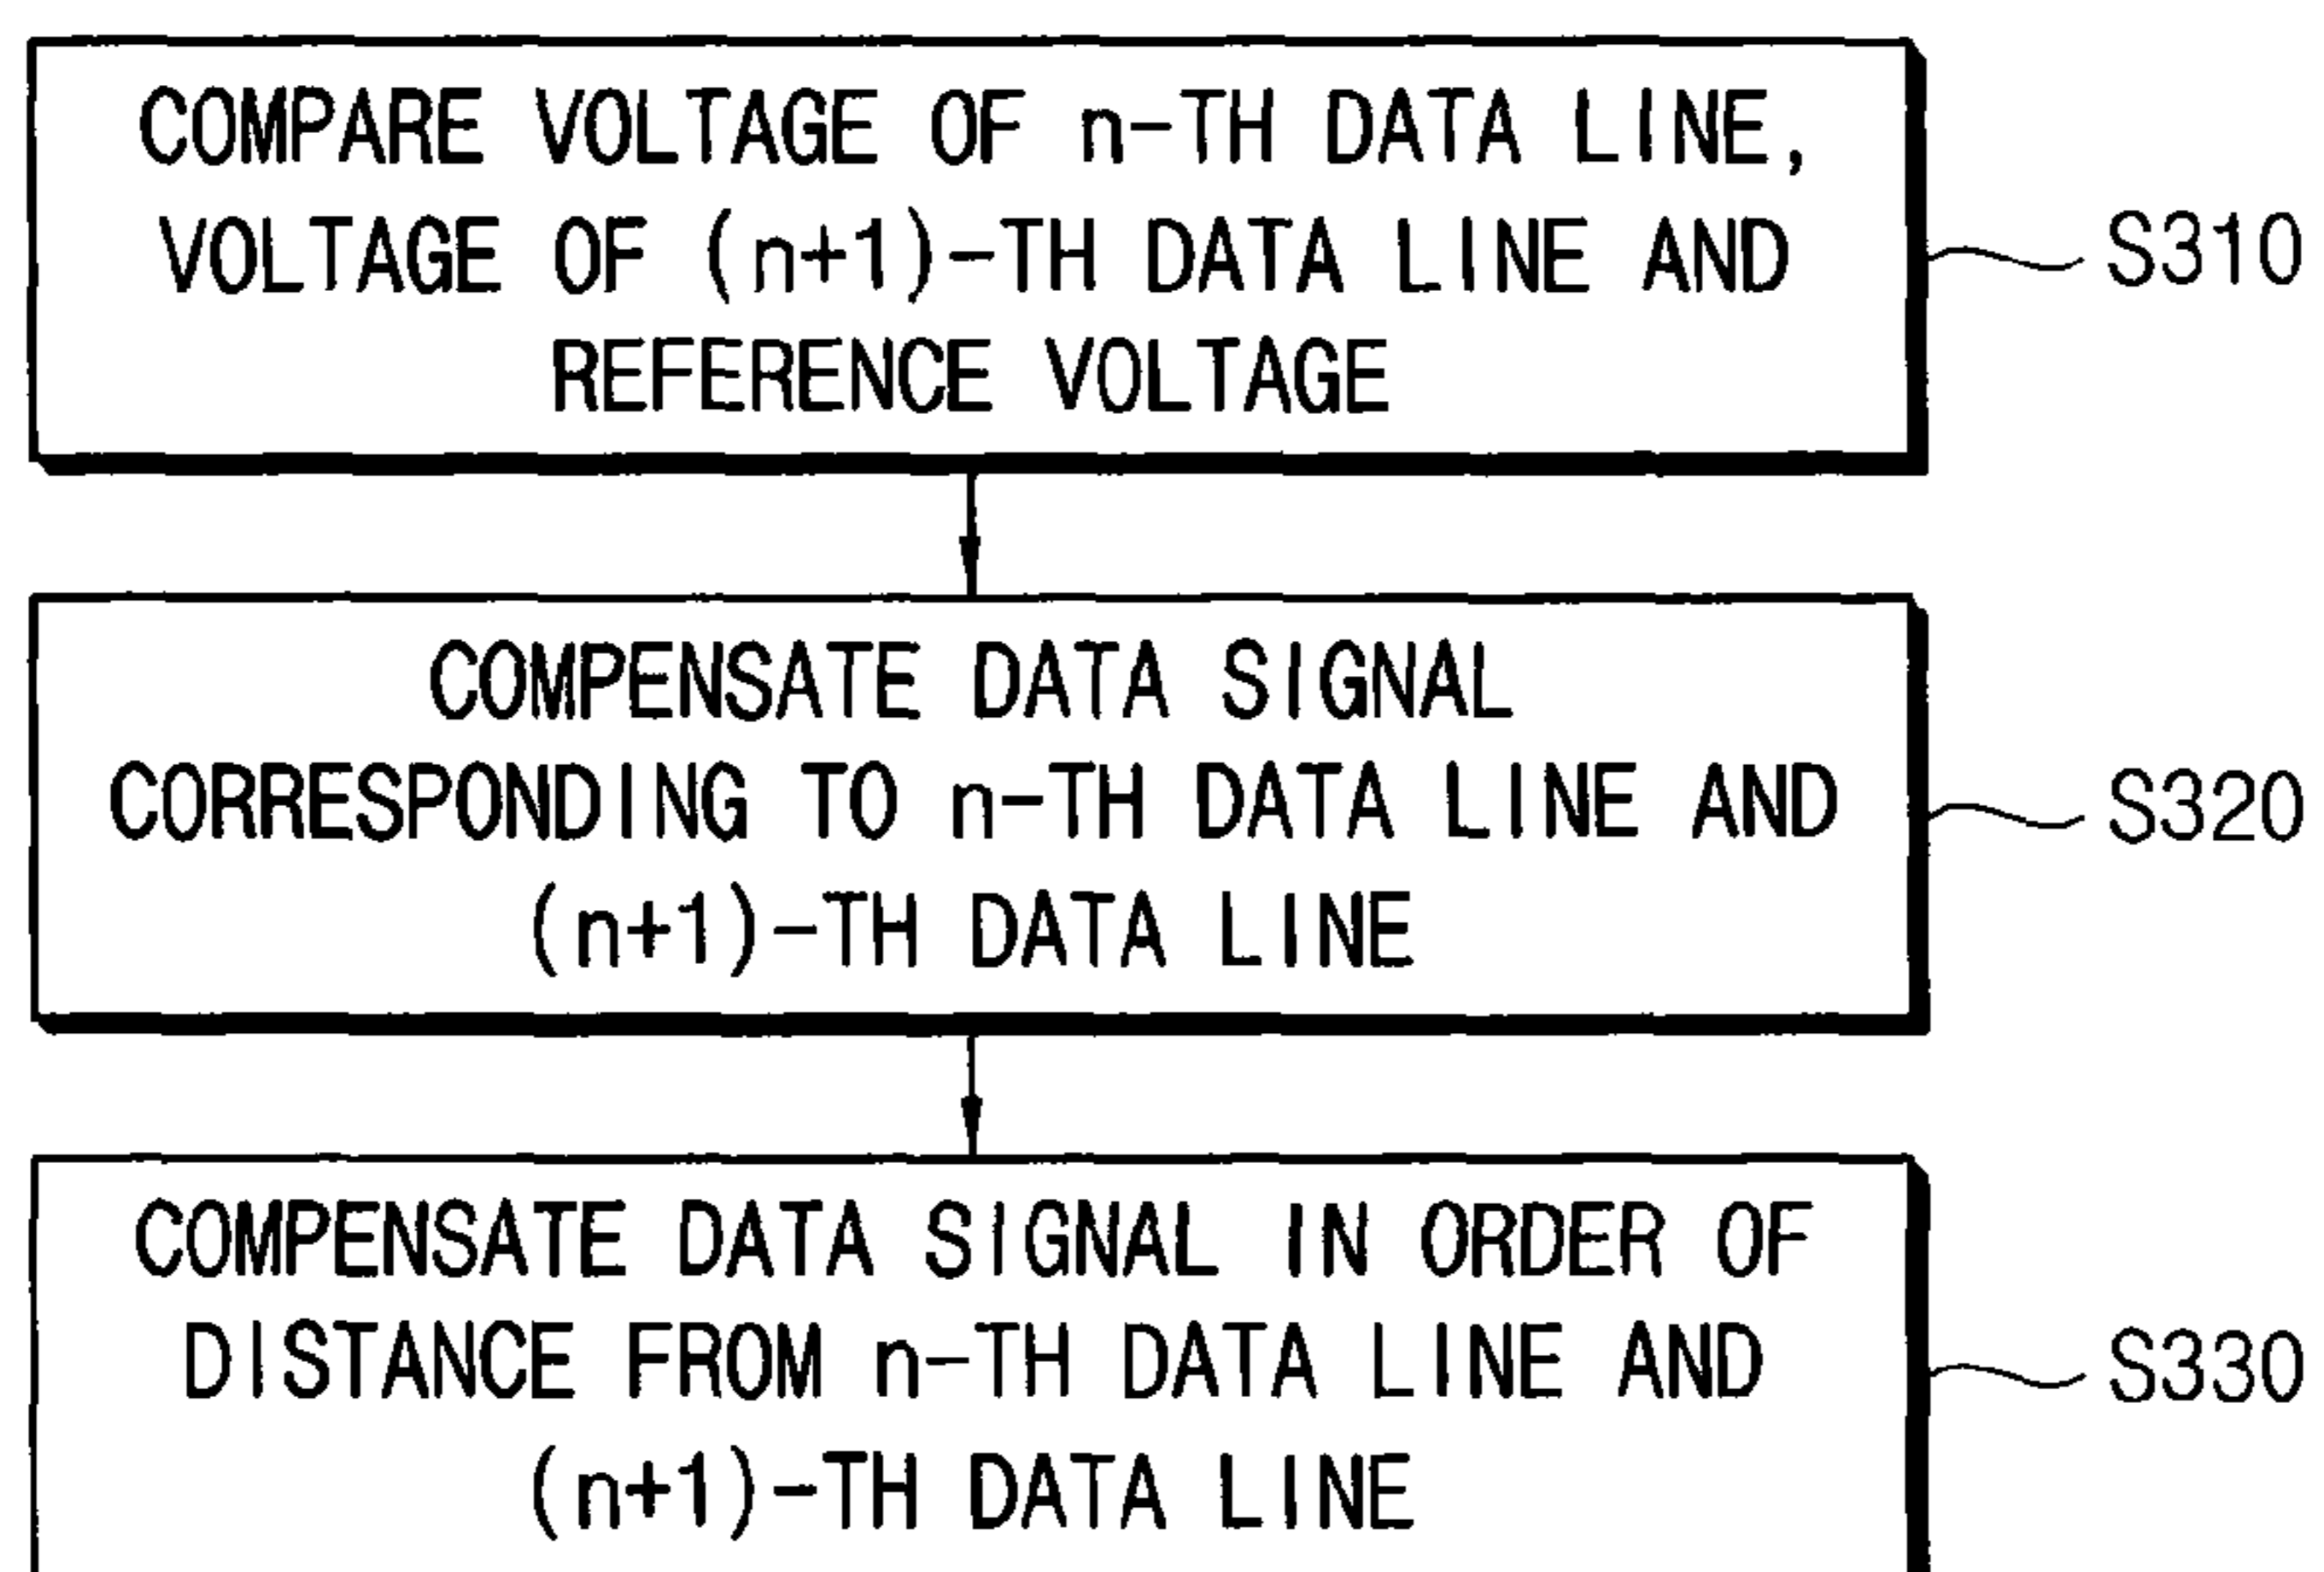 COMPARE VOLTAGE OF n-TH DATA LINE,
VOLTAGE OF (n+1)-TH DATA LINE AND
REFERENCE VOLTAGE
S310
COMPENSATE DATA SIGNAL
CORRESPONDING TO n-TH DATA LINE AND
(n+1)-TH DATA LINE
S320
COMPENSATE DATA SIGNAL IN ORDER OF
DISTANCE FROM n-TH DATA LINE AND
(n+1)-TH DATA LINE
S330